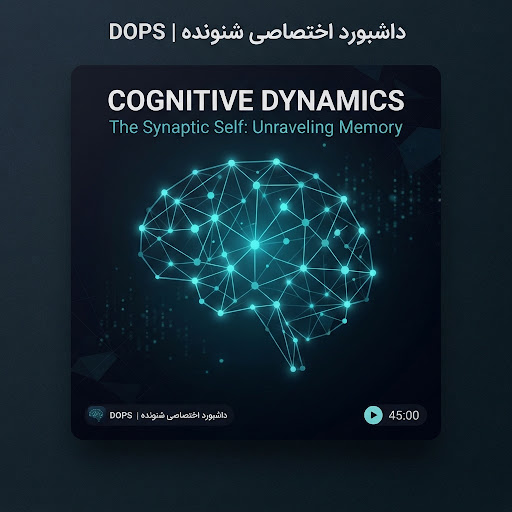 داشبورد اختصاصی شنونده | DOPS
COGNITIVE DYNAMICS
The Synaptic Self: Unraveling Memory
داشبورد اختصاصی شنونده | DOPS
45:00